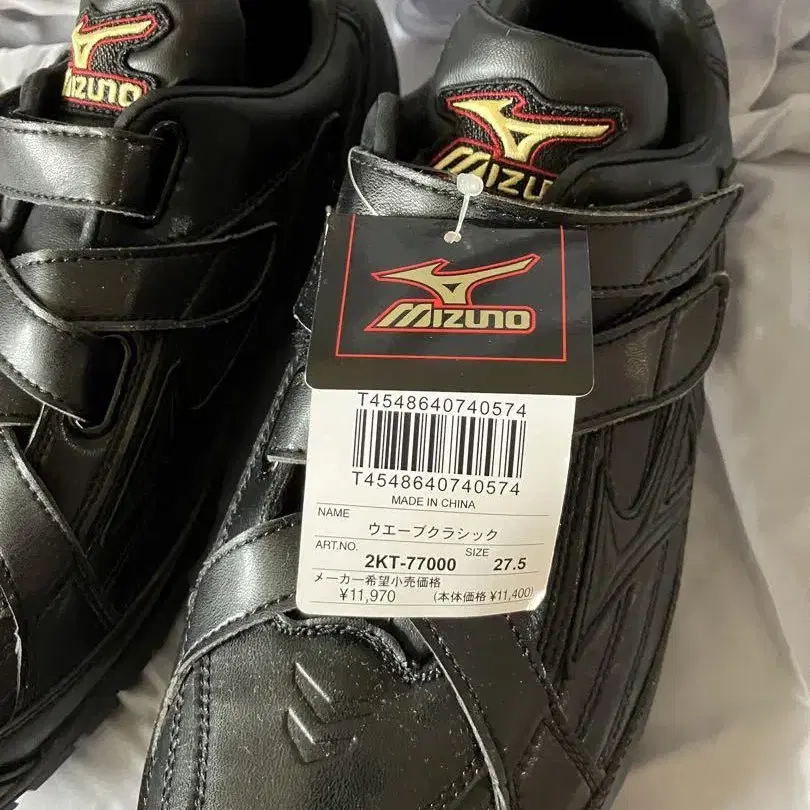 MIZUNO
MIZU
MIZUNO
T4548640740574
T4548640740574
MADE IN CHINA
NAME
ウエーブクラシック
ART.NO. 2KT-77000 SIZE 27.5
メーカー希望小売価格
¥11,970 (本体価格 ¥11,400)